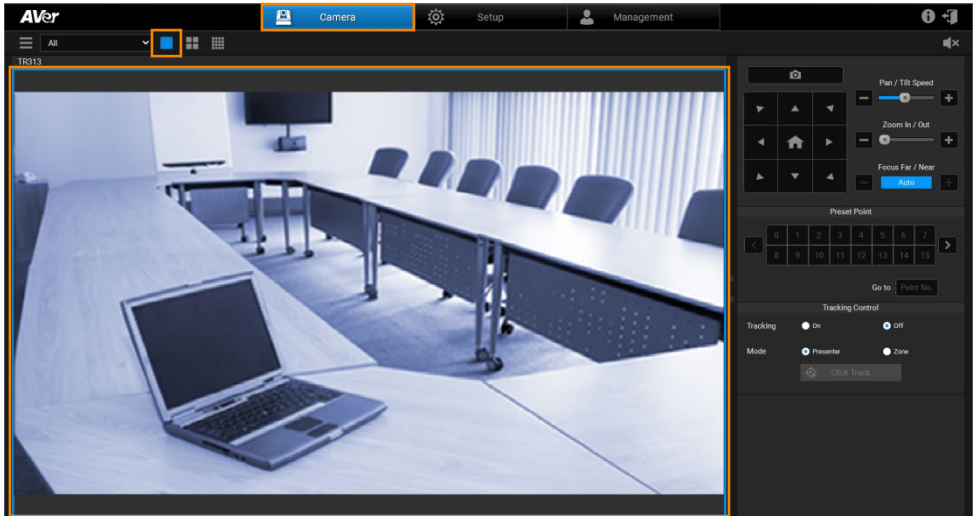 AVer
Camera
Setup
Management
All
TR313
Pan / Tilt Speed
Zoom In / Out
Focus Far / Near
Auto
Preset Point
0 1 2 3 4 5 6 7
8 9 10 11 12 13 14 15
Go to Point No.
Tracking Control
Tracking On Off
Mode Presenter Zone
Click Track